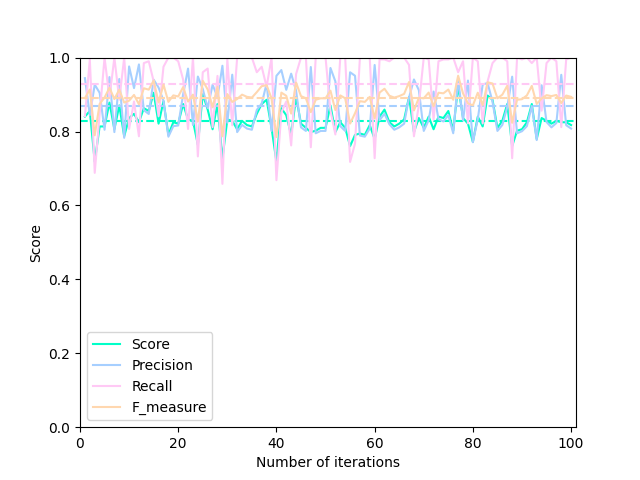 1.0
0.8
0.6
0.4
0.2
0.0
Score
Score
Precision
Recall
F_measure
0 20 40 60 80 100
Number of iterations